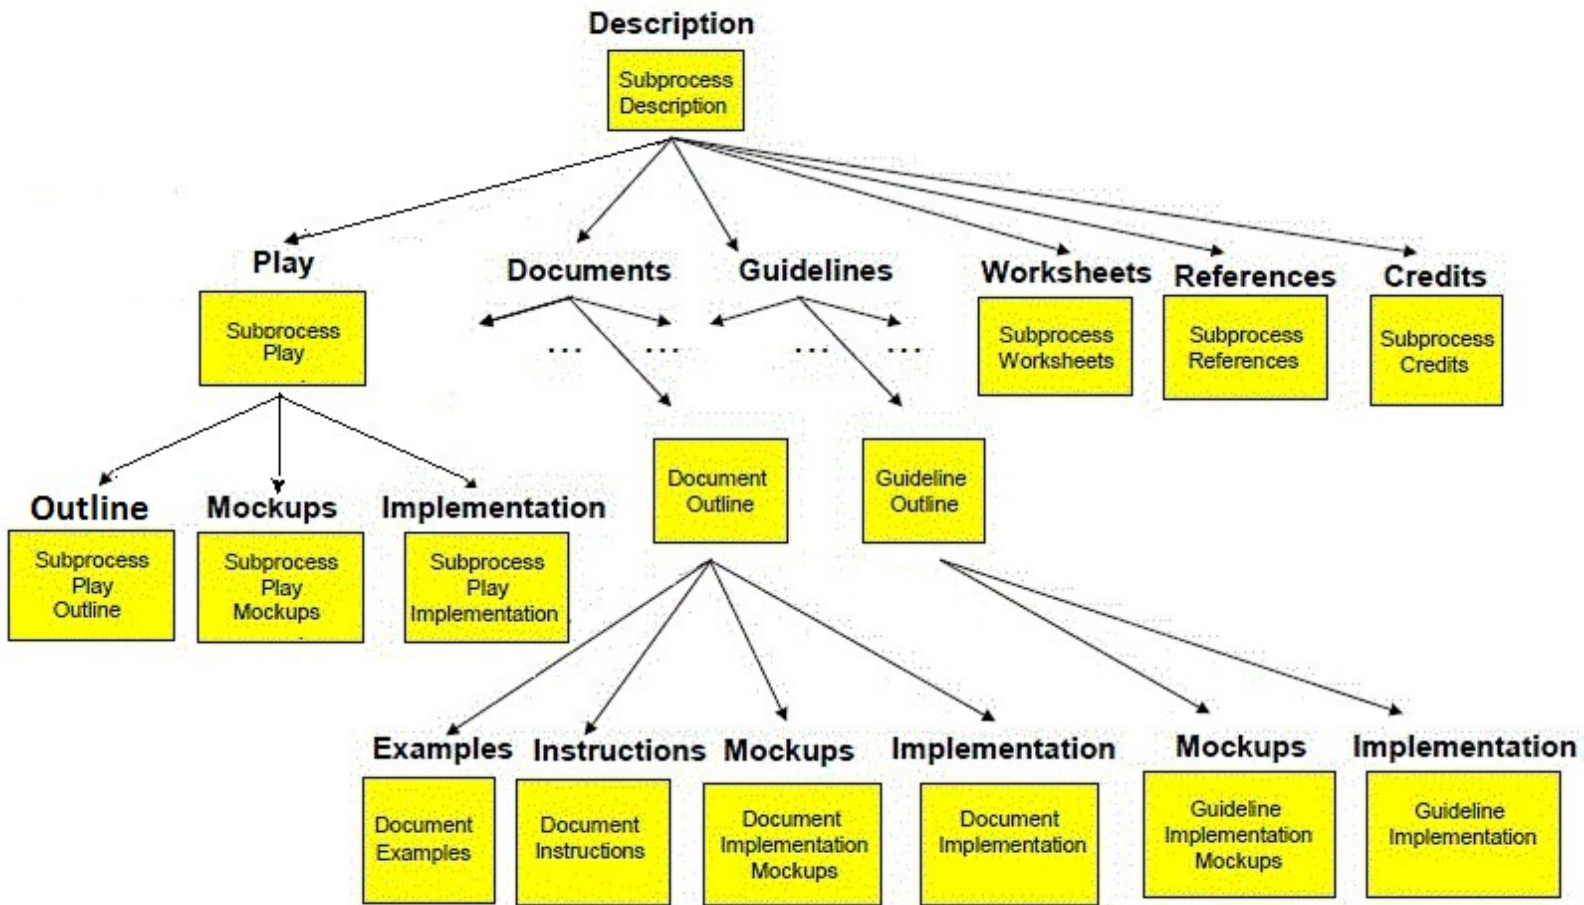 Description
Subprocess
Description
Play
Documents
Guidelines
Worksheets
References
Credits
Subprocess
Play
Subprocess
Worksheets
Subprocess
References
Subprocess
Credits
...
...
...
...
Document
Outline
Guideline
Outline
Outline
Mockups
Implementation
Subprocess
Play
Outline
Subprocess
Play
Mockups
Subprocess
Play
Implementation
Examples
Instructions
Mockups
Implementation
Mockups
Implementation
Document
Examples
Document
Instructions
Document
Implementation
Mockups
Document
Implementation
Guideline
Implementation
Mockups
Guideline
Implementation